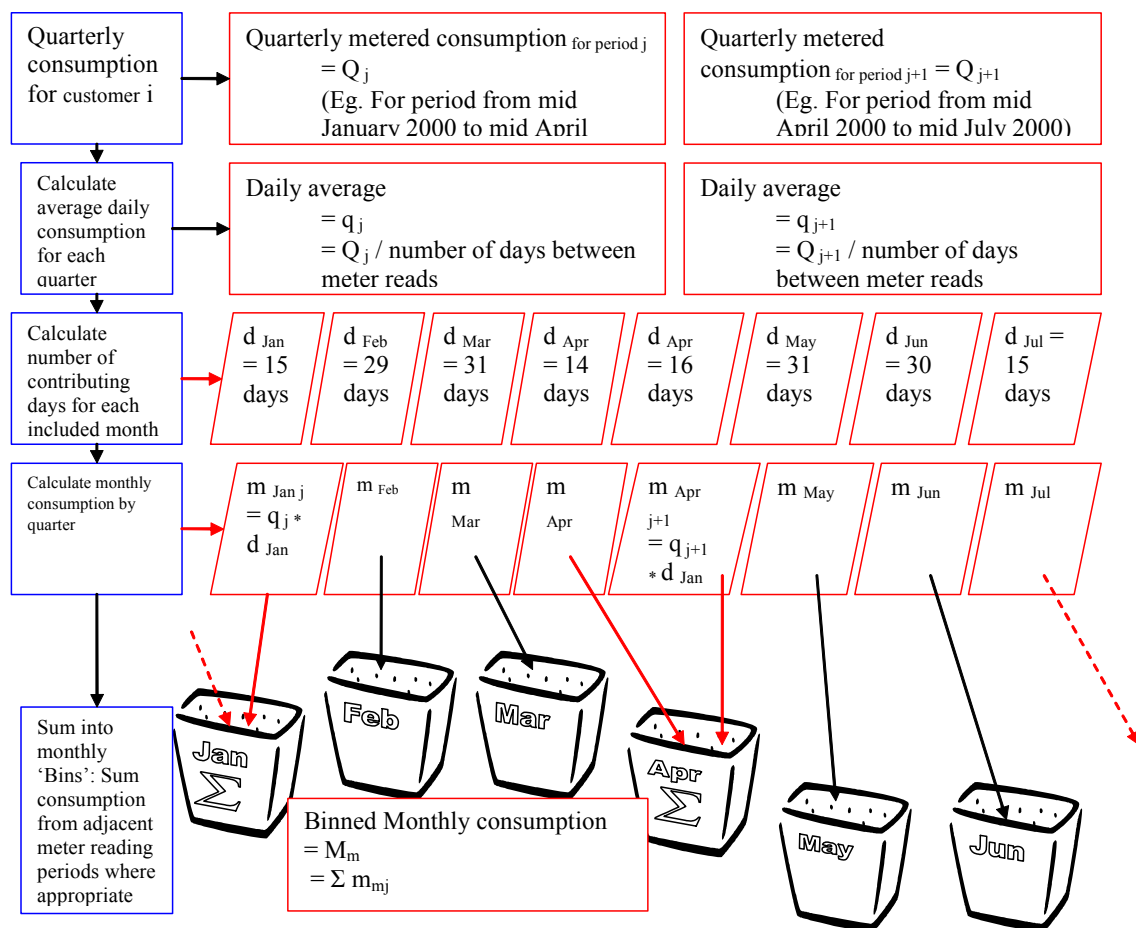 Quarterly
consumption
for customer i
Quarterly metered consumption for period j
= Q j
(Eg. For period from mid
January 2000 to mid April
Quarterly metered
consumption for period j+1 = Q j+1
(Eg. For period from mid
April 2000 to mid July 2000)
Calculate
average daily
consumption
for each
quarter
Daily average
= q j
= Q j / number of days between
meter reads
Daily average
= q j+1
= Q j+1 / number of days
between meter reads
Calculate
number of
contributing
days for each
included month
d Jan
= 15
days
d Feb
= 29
days
d Mar
= 31
days
d Apr
= 14
days
d Apr
= 16
days
d May
= 31
days
d Jun
= 30
days
d Jul =
15
days
Calculate monthly
consumption by
quarter
m Jan j
= q j *
d Jan
m Feb
m
Mar
m
Apr
m Apr
j+1
= q j+1
* d Jan
m May
m Jun
m Jul
Sum into
monthly
‘Bins’: Sum
consumption
from adjacent
meter reading
periods where
appropriate
Jan
Σ
Feb
Mar
Apr
Σ
May
Jun
Binned Monthly consumption
= M m
= Σ m mj